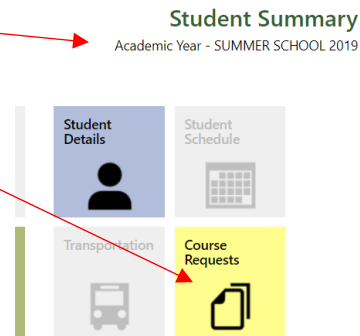 Student Summary
Academic Year - SUMMER SCHOOL 2019
Student
Details
Student
Schedule
Transportation
Course
Requests